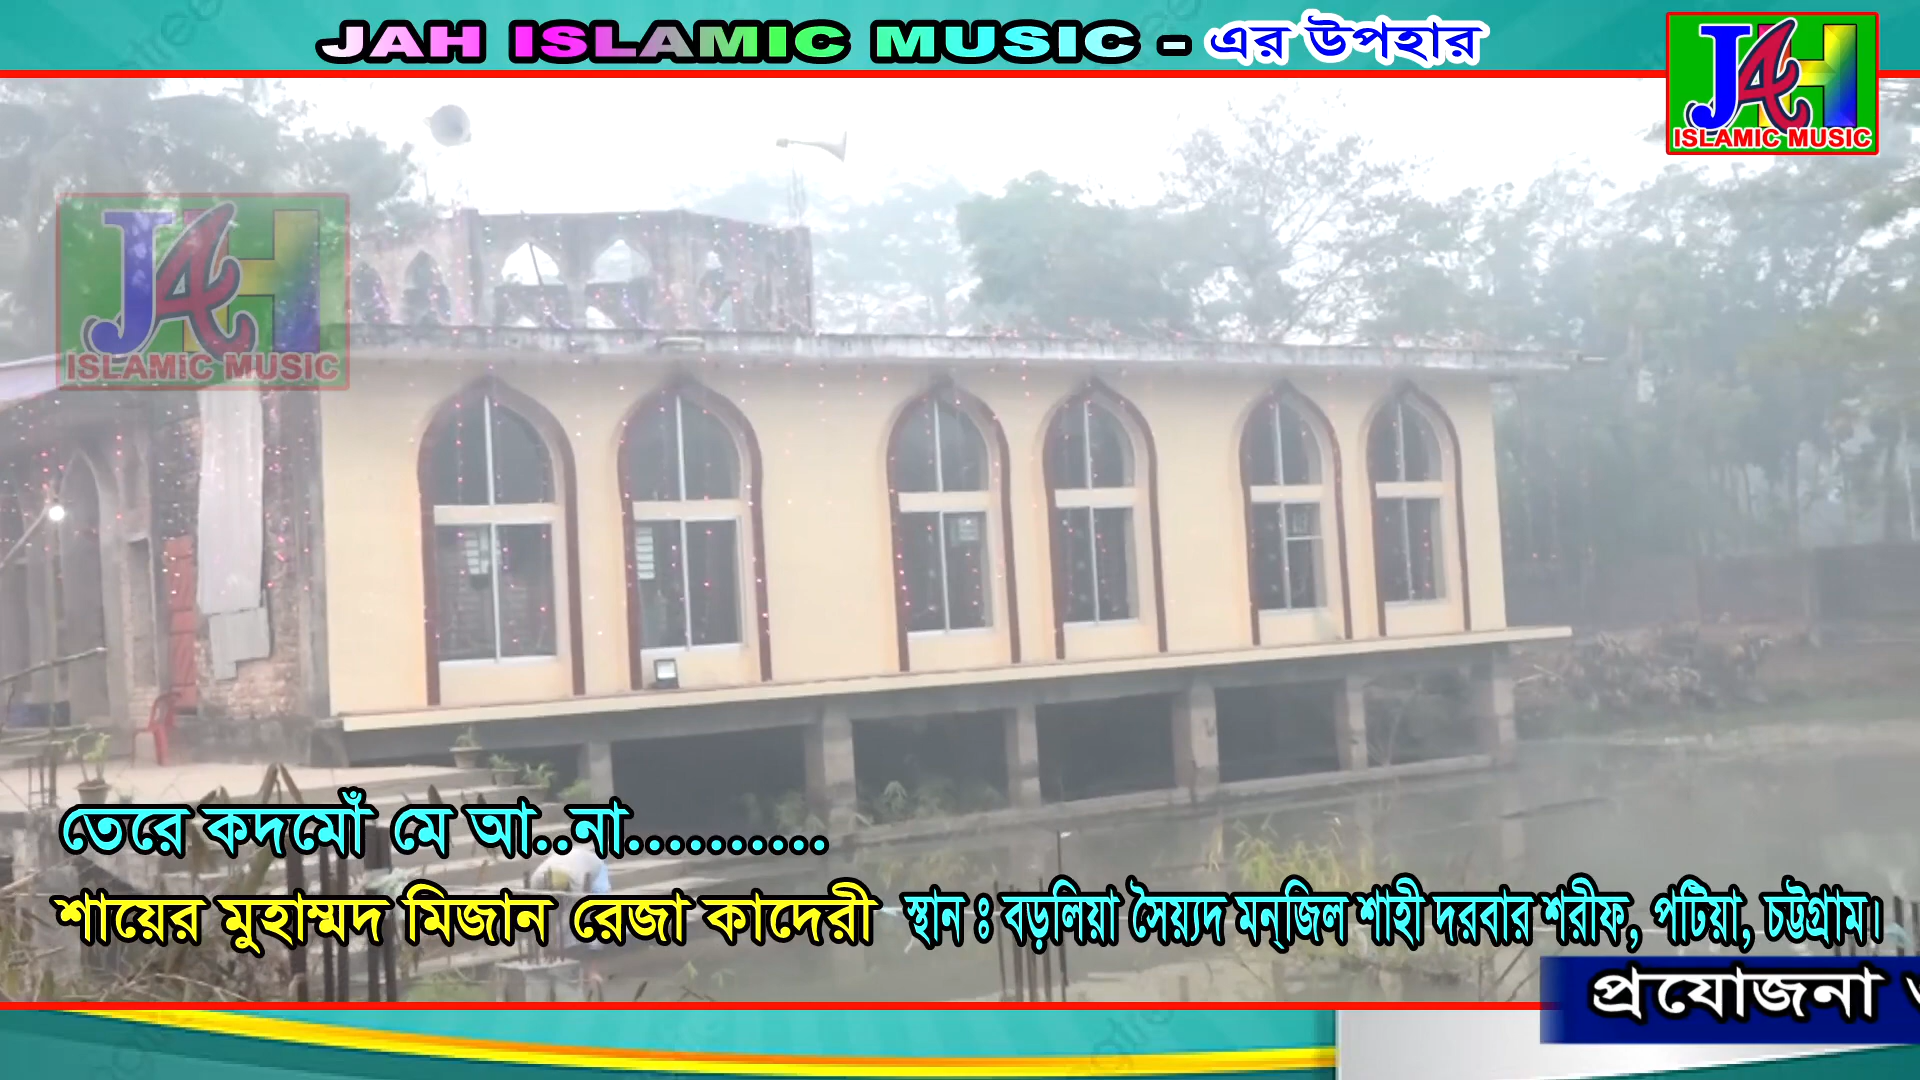 JAH ISLAMIC MUSIC - এর উপহার
JAH
ISLAMIC MUSIC
JAH
ISLAMIC MUSIC
তেরে কদমোঁ মে আ..না..........
শায়ের মুহাম্মদ মিজান রেজা কাদেরী স্থান ঃ বড়লিয়া সৈয়্যদ মন্জিল শাহী দরবার শরীফ, পটিয়া, চট্টগ্রাম।
প্রযোজনা